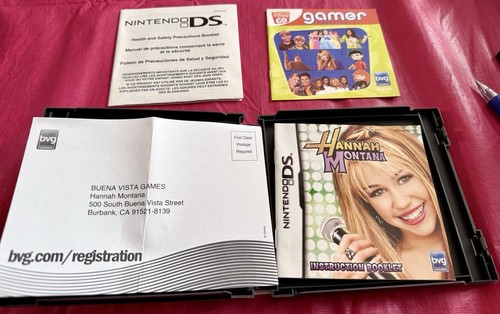 NINTENDO DS
Health and Safety Precautions Booklet
Manuel de précautions concernant la santé
et la sécurité
Folleto de Precauciones de Salud y Seguridad
gamer
bvg
bvg
First Class
Postage
Required
BUENA VISTA GAMES
Hannah Montana
500 South Buena Vista Street
Burbank, CA 91521-8139
bvg.com/registration
NINTENDO DS
HANNAH
MONTANA
INSTRUCTION BOOKLET
bvg